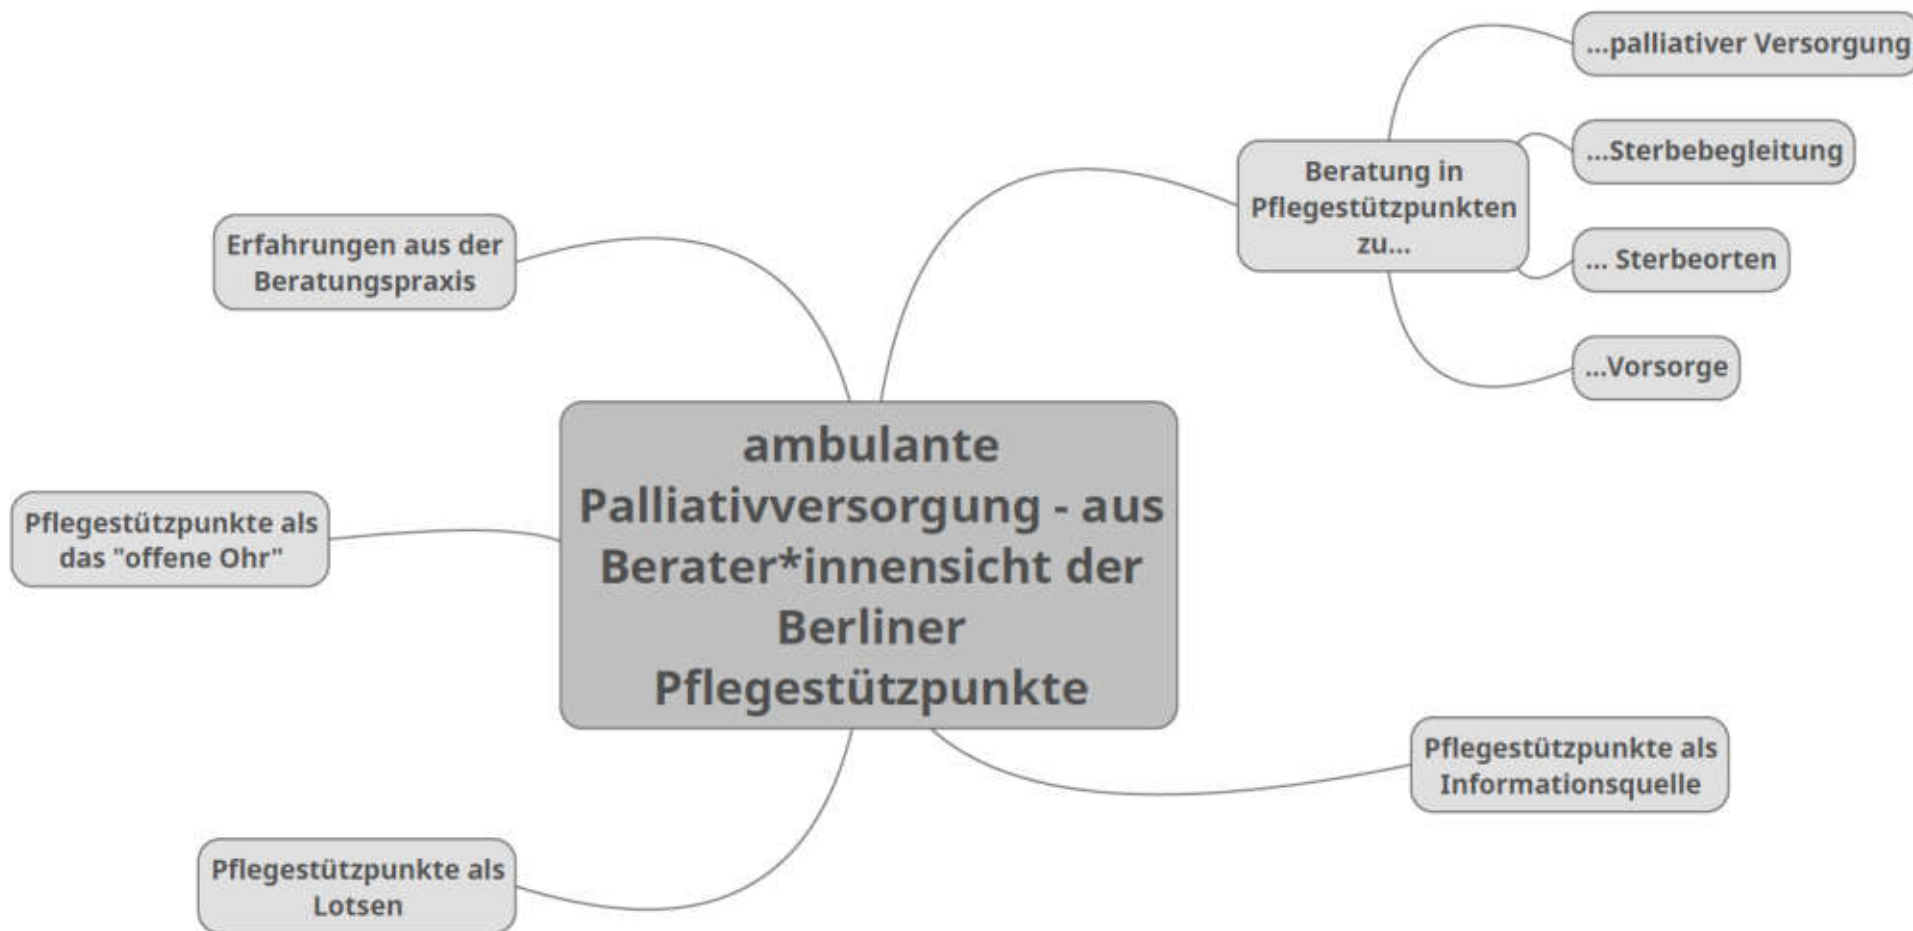 ...palliativer Versorgung
...Sterbebegleitung
Beratung in
Pflegestützpunkten
zu...
... Sterbeorten
...Vorsorge
Erfahrungen aus der
Beratungspraxis
ambulante
Palliativversorgung - aus
Berater*innensicht der
Berliner
Pflegestützpunkte
Pflegestützpunkte als
das "offene Ohr"
Pflegestützpunkte als
Informationsquelle
Pflegestützpunkte als
Lotsen